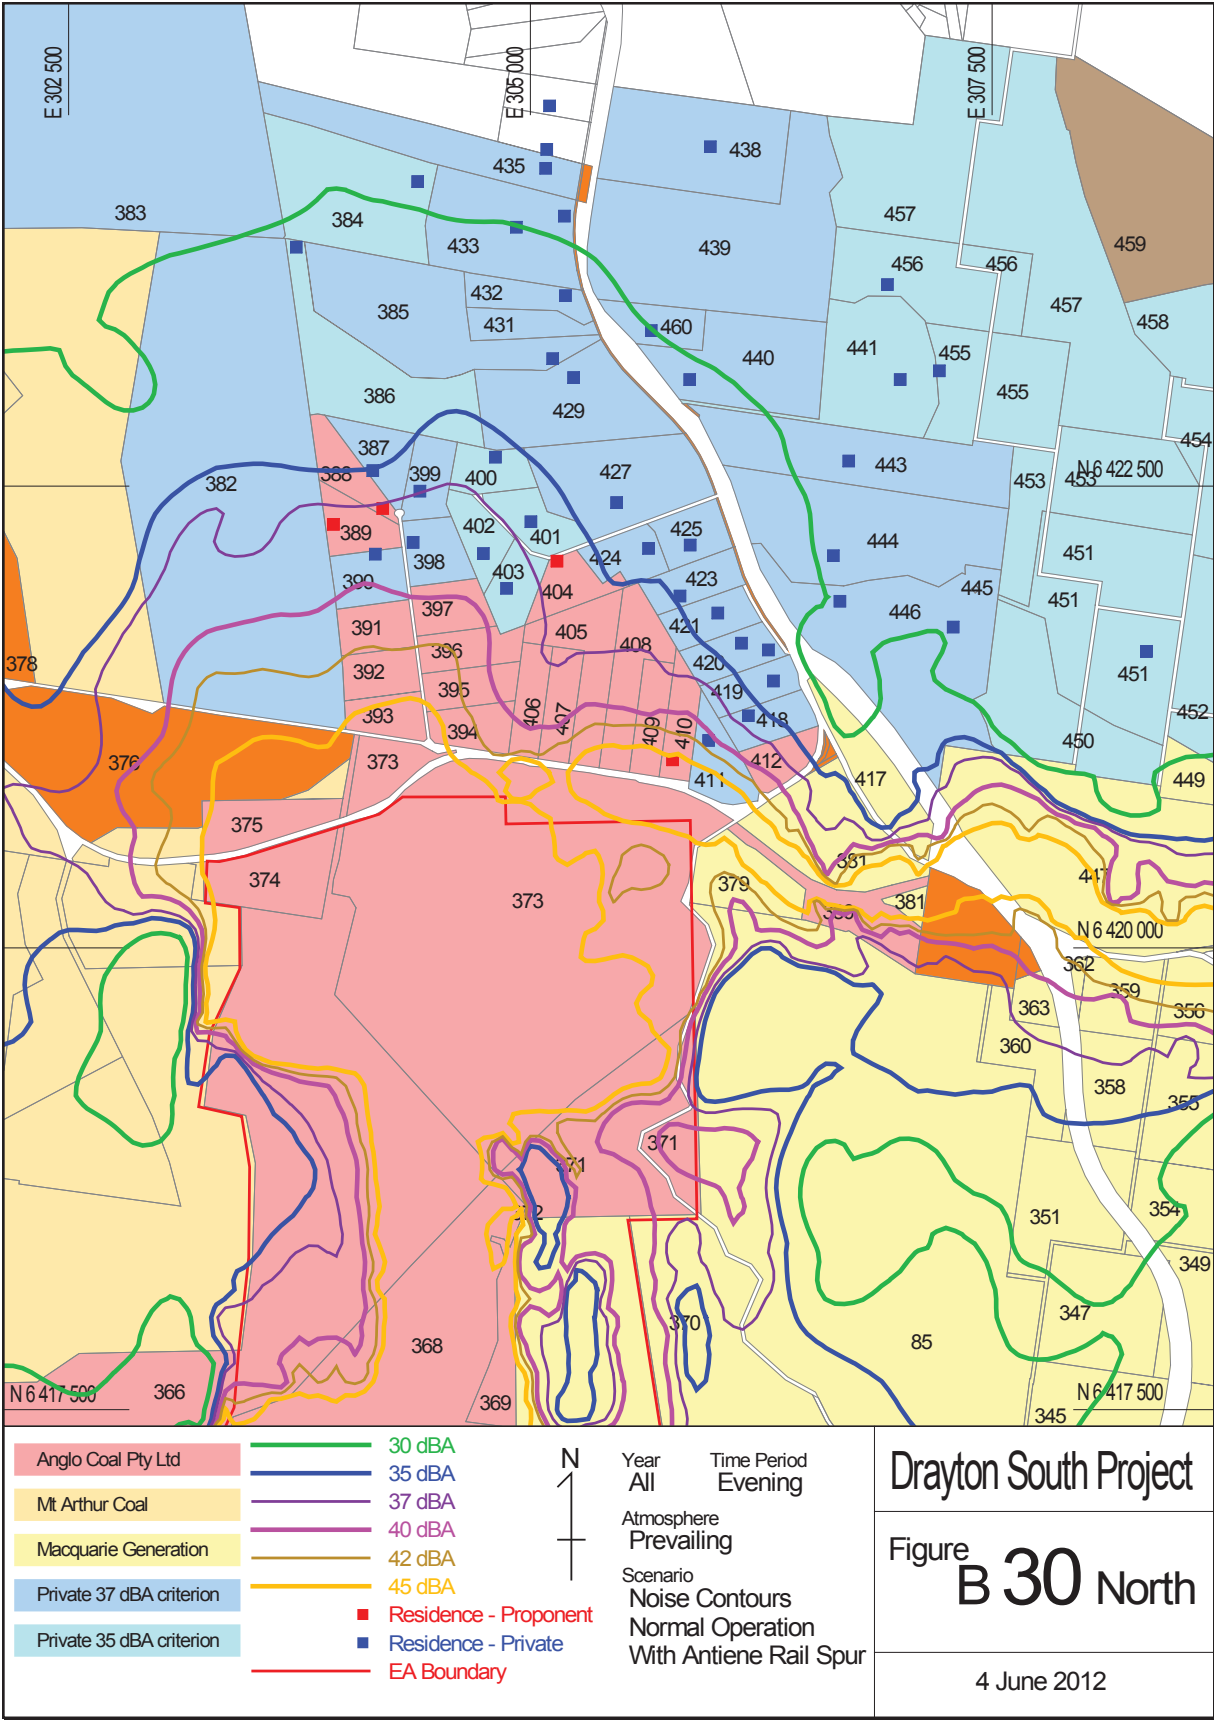 E 302 500
E 305 000
E 307 500
435
438
383
384
433
439
457
459
456
456
385
432
431
460
440
457
458
441
455
455
386
429
454
387
388
399
400
427
443
453
453
N 6 422 500
382
389
402
401
425
444
451
390
398
403
424
423
445
451
397
404
391
405
421
446
396
408
378
392
420
451
395
419
393
406
407
409
410
418
452
394
450
376
373
412
411
417
449
375
381
447
374
379
373
381
380
N 6 420 000
362
359
363
356
360
358
355
371
371
372
351
354
349
370
347
368
85
N 6 417 500
366
369
345
N 6 417 500
Anglo Coal Pty Ltd
Mt Arthur Coal
Macquarie Generation
Private 37 dBA criterion
Private 35 dBA criterion
30 dBA
35 dBA
37 dBA
40 dBA
42 dBA
45 dBA
Residence - Proponent
Residence - Private
EA Boundary
N
Year
All
Time Period
Evening
Atmosphere
Prevailing
Scenario
Noise Contours
Normal Operation
With Antiene Rail Spur
Drayton South Project
Figure
B 30 North
4 June 2012